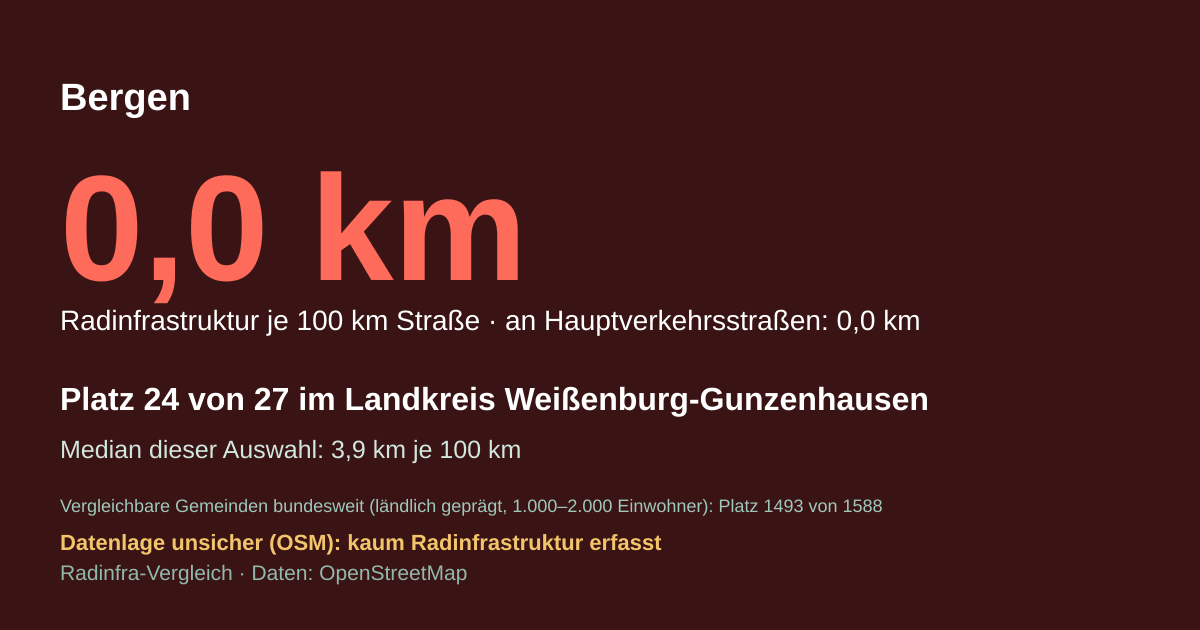 Bergen
0,0 km
Radinfrastruktur je 100 km Straße · an Hauptverkehrsstraßen: 0,0 km
Platz 24 von 27 im Landkreis Weißenburg-Gunzenhausen
Median dieser Auswahl: 3,9 km je 100 km
Vergleichbare Gemeinden bundesweit (ländlich geprägt, 1.000–2.000 Einwohner): Platz 1493 von 1588
Datenlage unsicher (OSM): kaum Radinfrastruktur erfasst
Radinfra-Vergleich · Daten: OpenStreetMap